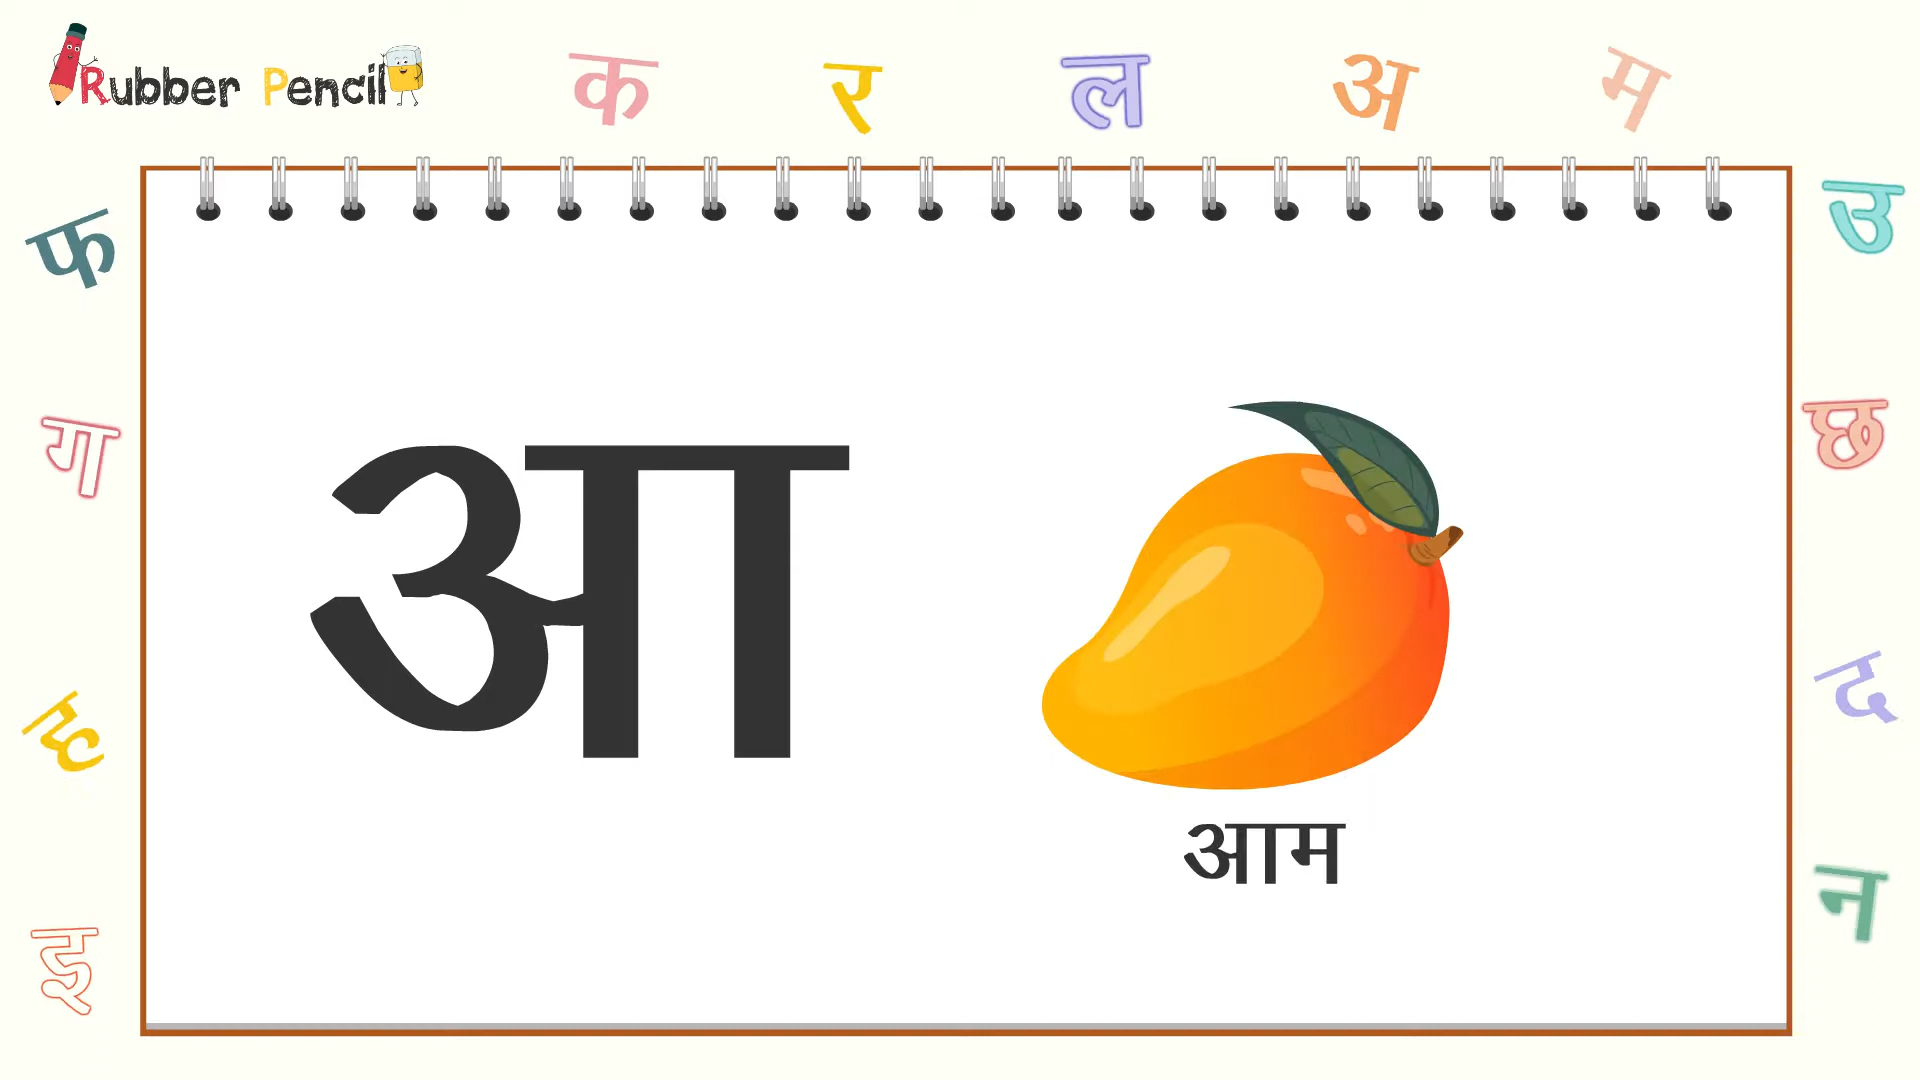 Rubber Pencil
क र ल अ म
फ उ
ग छ
आ
ट द
आम
न
इ